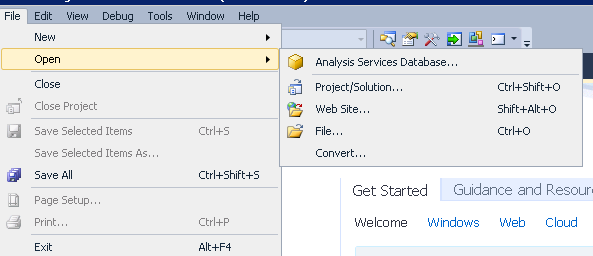 File Edit View Debug Tools Window Help
New
Open
Close
Close Project
Save Selected Items Ctrl+S
Save Selected Items As...
Save All Ctrl+Shift+S
Page Setup...
Print... Ctrl+P
Exit Alt+F4
Analysis Services Database...
Project/Solution... Ctrl+Shift+O
Web Site... Shift+Alt+O
File... Ctrl+O
Convert...
Get Started Guidance and
Welcome Windows Web Cloud